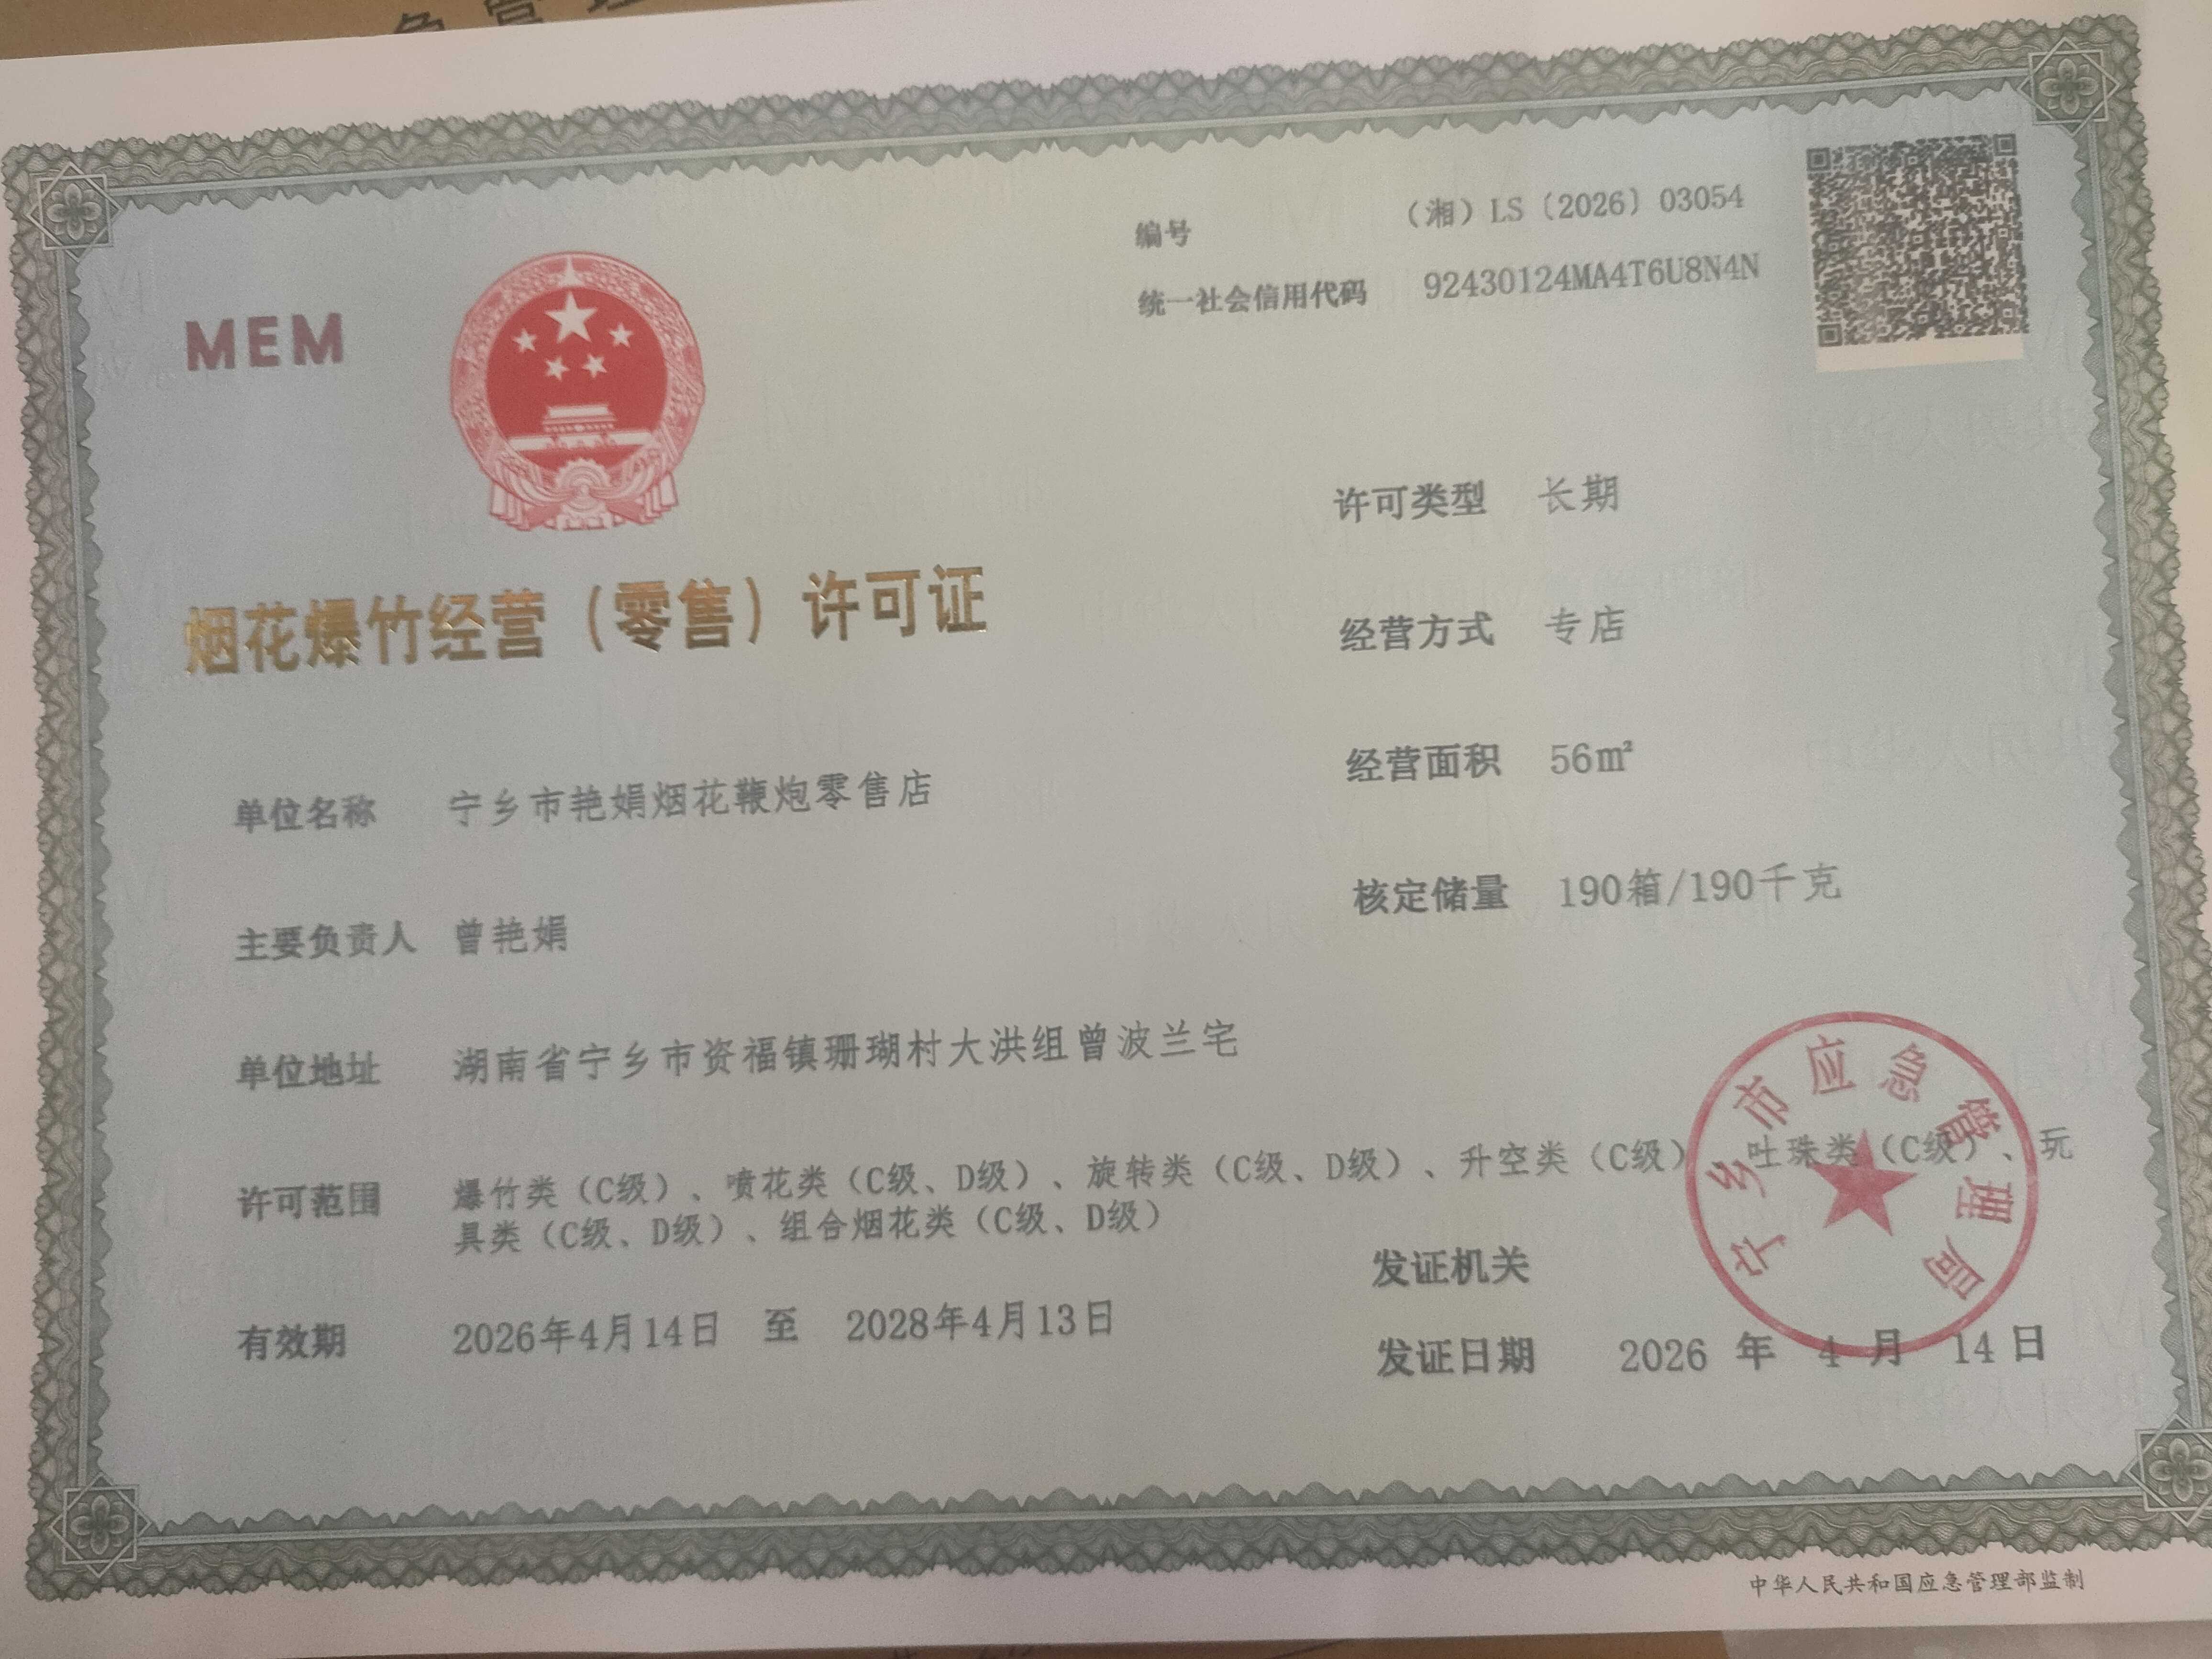 编号 （湘）LS〔2026〕03054
统一社会信用代码 92430124MA4T6U8N4N
MEM
烟花爆竹经营（零售）许可证
许可类型 长期
经营方式 专店
经营面积 56㎡
核定储量 190箱/190千克
单位名称 宁乡市艳娟烟花鞭炮零售店
主要负责人 曾艳娟
单位地址 湖南省宁乡市资福镇珊瑚村大洪组曾波兰宅
许可范围 爆竹类（C级）、喷花类（C级、D级）、旋转类（C级、D级）、升空类（C级）、吐珠类（C级）、玩
具类（C级、D级）、组合烟花类（C级、D级）
有效期 2026年4月14日 至 2028年4月13日
发证机关
宁乡市应急管理局
发证日期 2026 年 4 月 14 日
中华人民共和国应急管理部监制